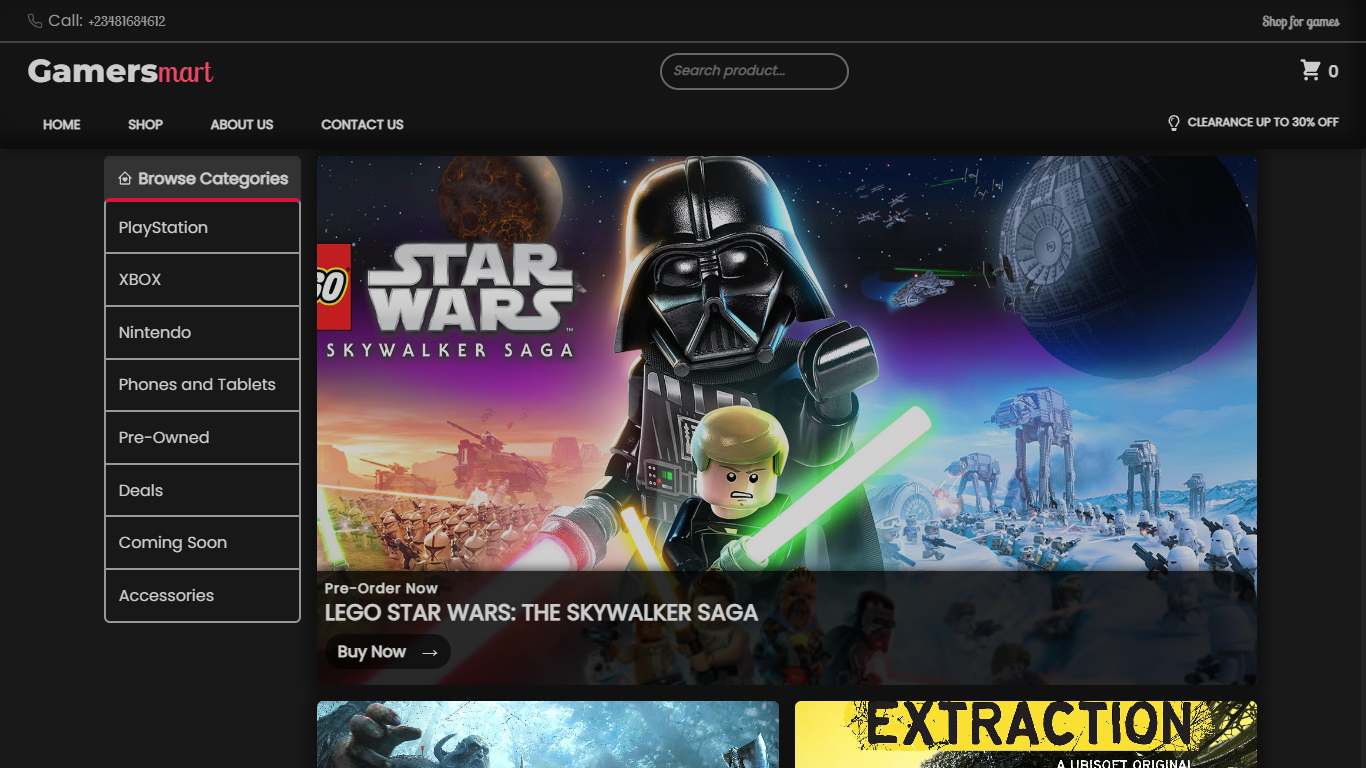 Call: +23481684612
Shop for games
Gamersmart
Search product...
0
HOME
SHOP
ABOUT US
CONTACT US
CLEARANCE UP TO 30% OFF
Browse Categories
PlayStation
XBOX
Nintendo
Phones and Tablets
Pre-Owned
Deals
Coming Soon
Accessories
GO
STAR
WARS™
SKYWALKER SAGA
Pre-Order Now
LEGO STAR WARS: THE SKYWALKER SAGA
Buy Now →
EXTRACTION
A UBISOFT ORIGINAL